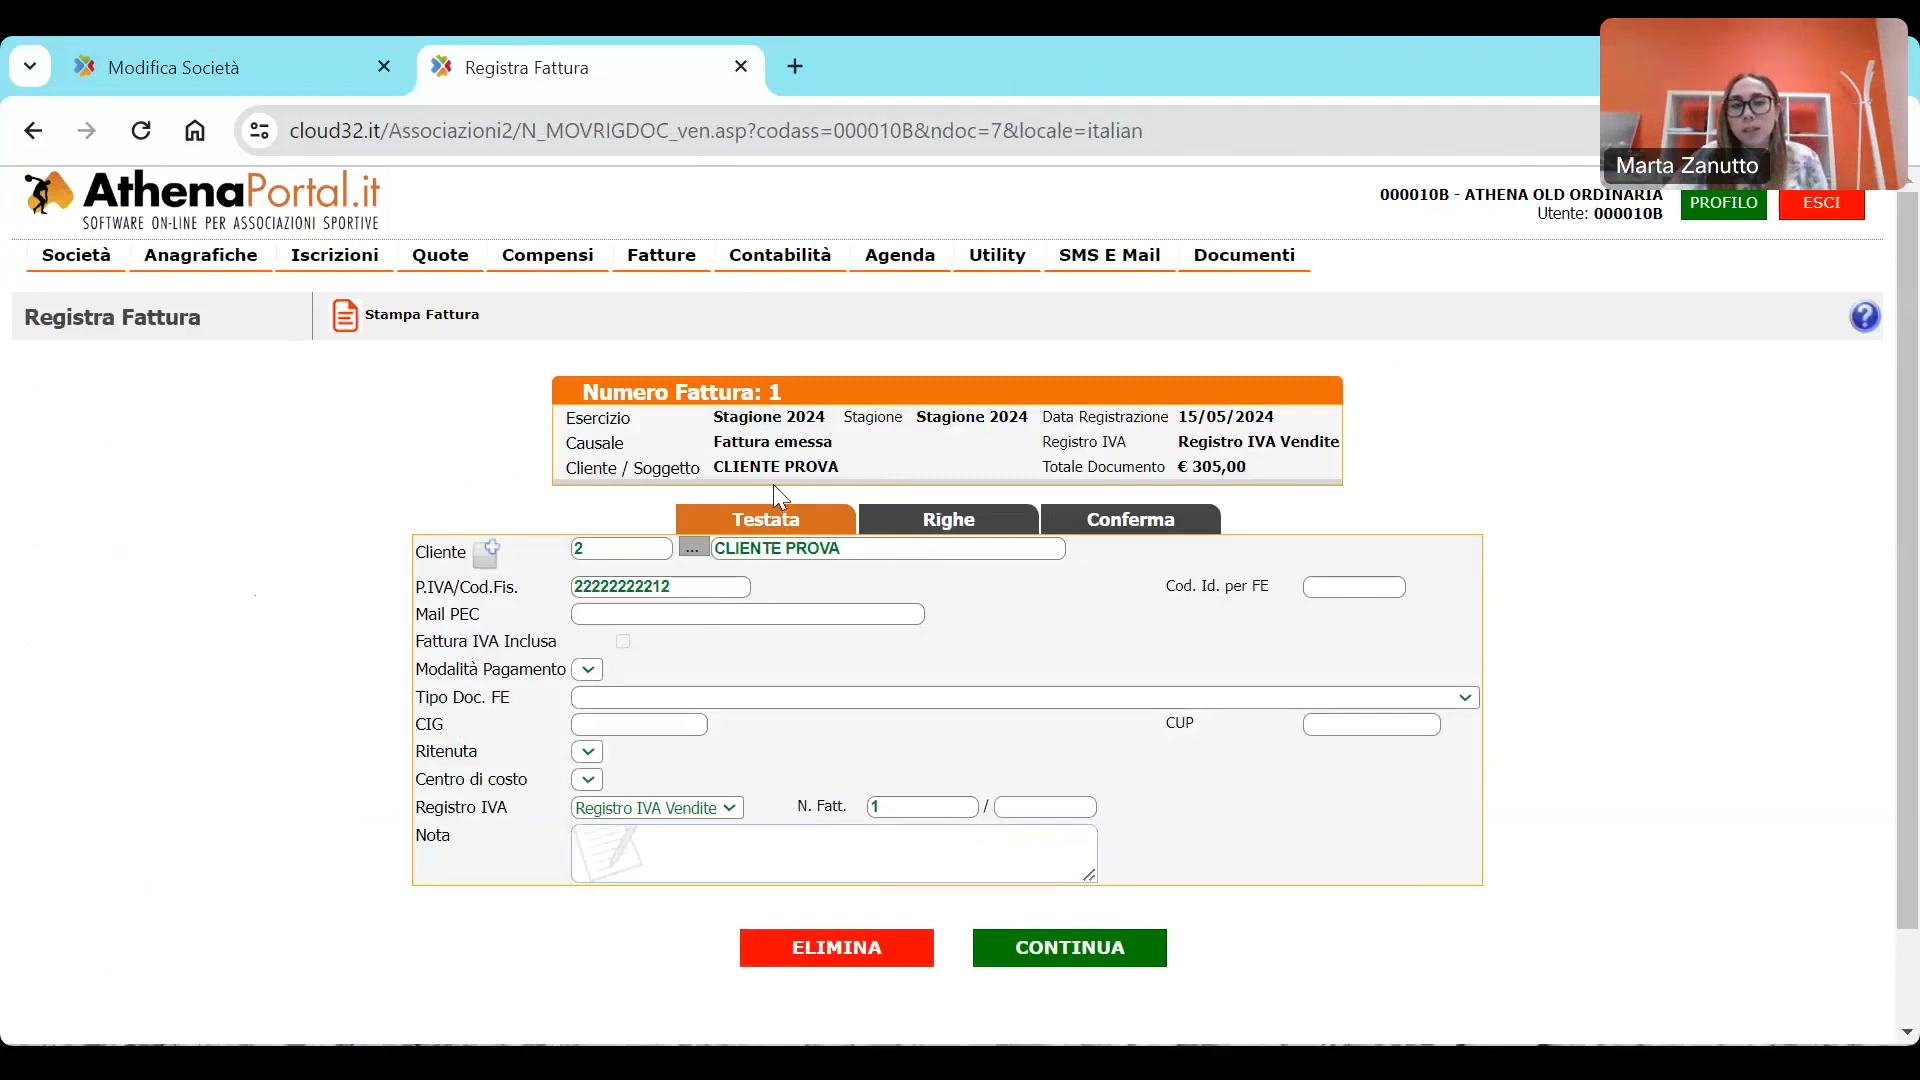 Modifica Società
Registra Fattura
cloud32.it/Associazioni2/N_MOVRIGDOC_ven.asp?codass=000010B&ndoc=7&locale=italian
Marta Zanutto
AthenaPortal.it
SOFTWARE ON-LINE PER ASSOCIAZIONI SPORTIVE
000010B - ATHENA OLD ORDINARIA
Utente: 000010B
PROFILO
ESCI
Società Anagrafiche Iscrizioni Quote Compensi Fatture Contabilità Agenda Utility SMS E Mail Documenti
Registra Fattura
Stampa Fattura
?
Numero Fattura: 1
Esercizio Stagione 2024 Stagione Stagione 2024 Data Registrazione 15/05/2024
Causale Fattura emessa Registro IVA Registro IVA Vendite
Cliente / Soggetto CLIENTE PROVA Totale Documento € 305,00
Testata Righe Conferma
Cliente 2 ... CLIENTE PROVA
P.IVA/Cod.Fis. 22222222212 Cod. Id. per FE
Mail PEC
Fattura IVA Inclusa
Modalità Pagamento
Tipo Doc. FE
CIG CUP
Ritenuta
Centro di costo
Registro IVA Registro IVA Vendite N. Fatt. 1 /
Nota
ELIMINA CONTINUA